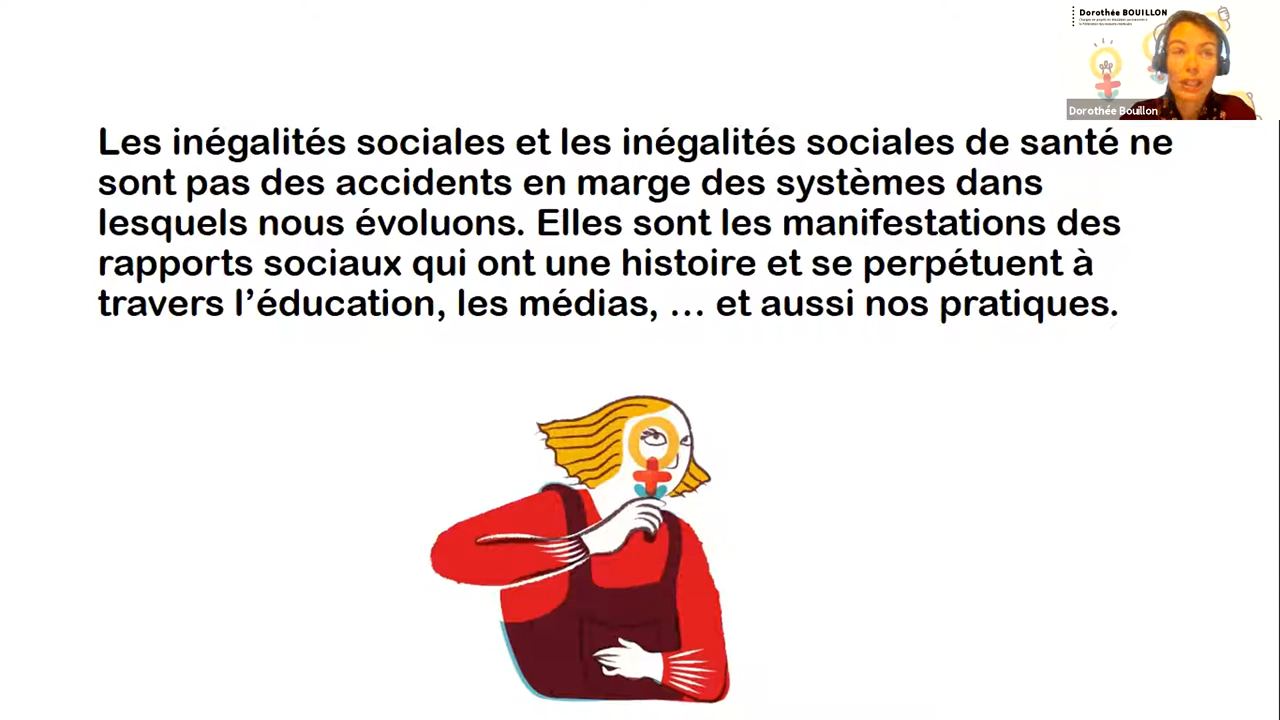 Dorothée BOUILLON
Dorothée Bouillon
Les inégalités sociales et les inégalités sociales de santé ne
sont pas des accidents en marge des systèmes dans
lesquels nous évoluons. Elles sont les manifestations des
rapports sociaux qui ont une histoire et se perpétuent à
travers l’éducation, les médias, ... et aussi nos pratiques.